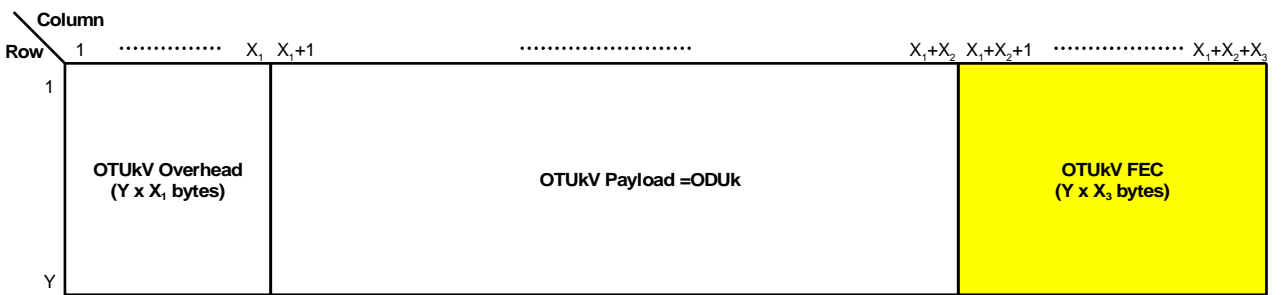 Column
Row 1 ............... X₁ X₁+1 ........................ X₁+X₂ X₁+X₂+1 .................. X₁+X₂+X₃
1
OTUkV Overhead
(Y x X₁ bytes)
OTUkV Payload =ODUk
OTUkV FEC
(Y x X₃ bytes)
Y